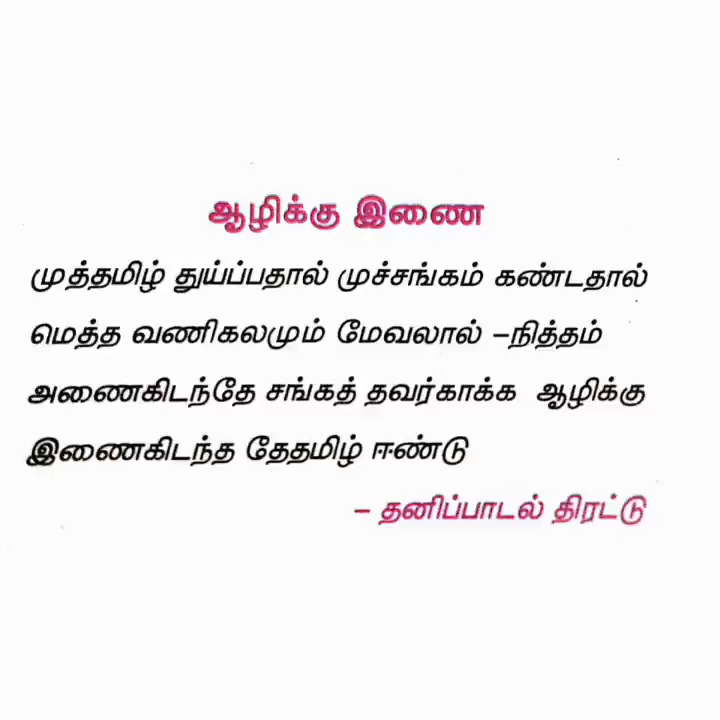 ஆழிக்கு இணை
முத்தமிழ் துய்ப்பதால் முச்சங்கம் கண்டதால்
மெத்த வணிகலமும் மேவலால் –நித்தம்
அணைகிடந்தே சங்கத் தவர்காக்க ஆழிக்கு
இணைகிடந்த தேதமிழ் ஈண்டு
– தனிப்பாடல் திரட்டு